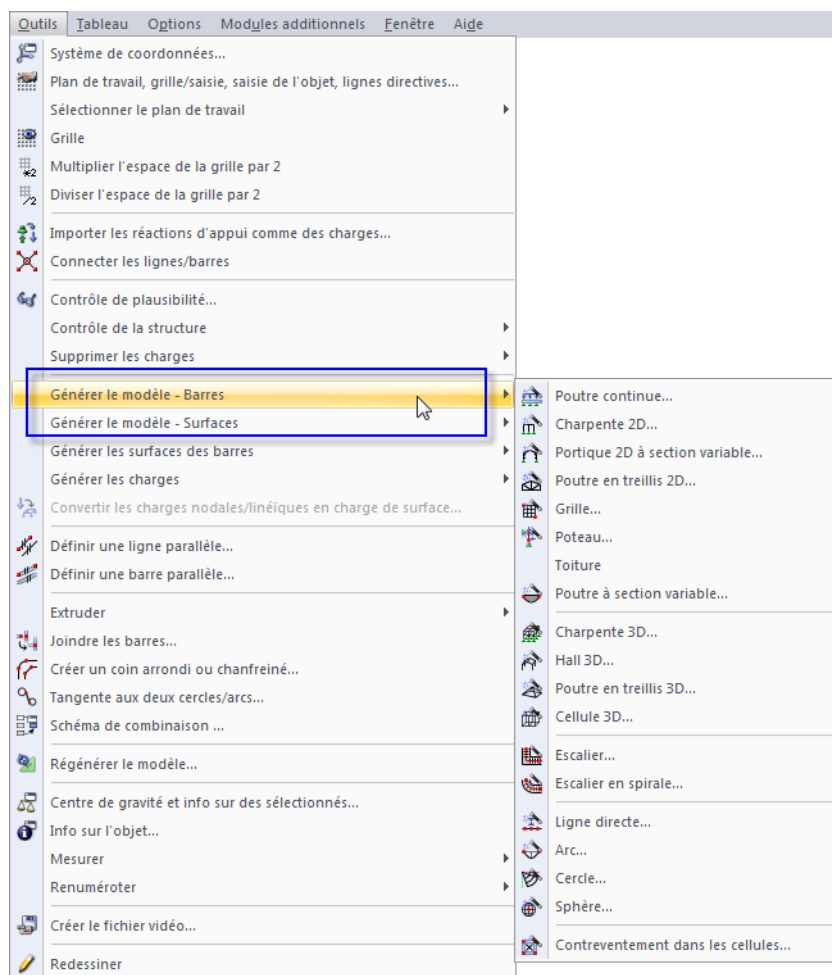 Outils Tableau Options Modules additionnels Fenêtre Aide
Système de coordonnées...
Plan de travail, grille/saisie, saisie de l'objet, lignes directives...
Sélectionner le plan de travail
Grille
Multiplier l'espace de la grille par 2
Diviser l'espace de la grille par 2
Importer les réactions d'appui comme des charges...
Connecter les lignes/barres
Contrôle de plausibilité...
Contrôle de la structure
Supprimer les charges
Générer le modèle - Barres
Générer le modèle - Surfaces
Générer les surfaces des barres
Générer les charges
Convertir les charges nodales/linéïques en charge de surface...
Définir une ligne parallèle...
Définir une barre parallèle...
Extruder
Joindre les barres...
Créer un coin arrondi ou chanfreiné...
Tangente aux deux cercles/arcs...
Schéma de combinaison ...
Régénérer le modèle...
Centre de gravité et info sur des sélectionnés...
Info sur l'objet...
Mesurer
Renuméroter
Créer le fichier vidéo...
Redessiner
Poutre continue...
Charpente 2D...
Portique 2D à section variable...
Poutre en treillis 2D...
Grille...
Poteau...
Toiture
Poutre à section variable...
Charpente 3D...
Hall 3D...
Poutre en treillis 3D...
Cellule 3D...
Escalier...
Escalier en spirale...
Ligne directe...
Arc...
Cercle...
Sphère...
Contreventement dans les cellules...